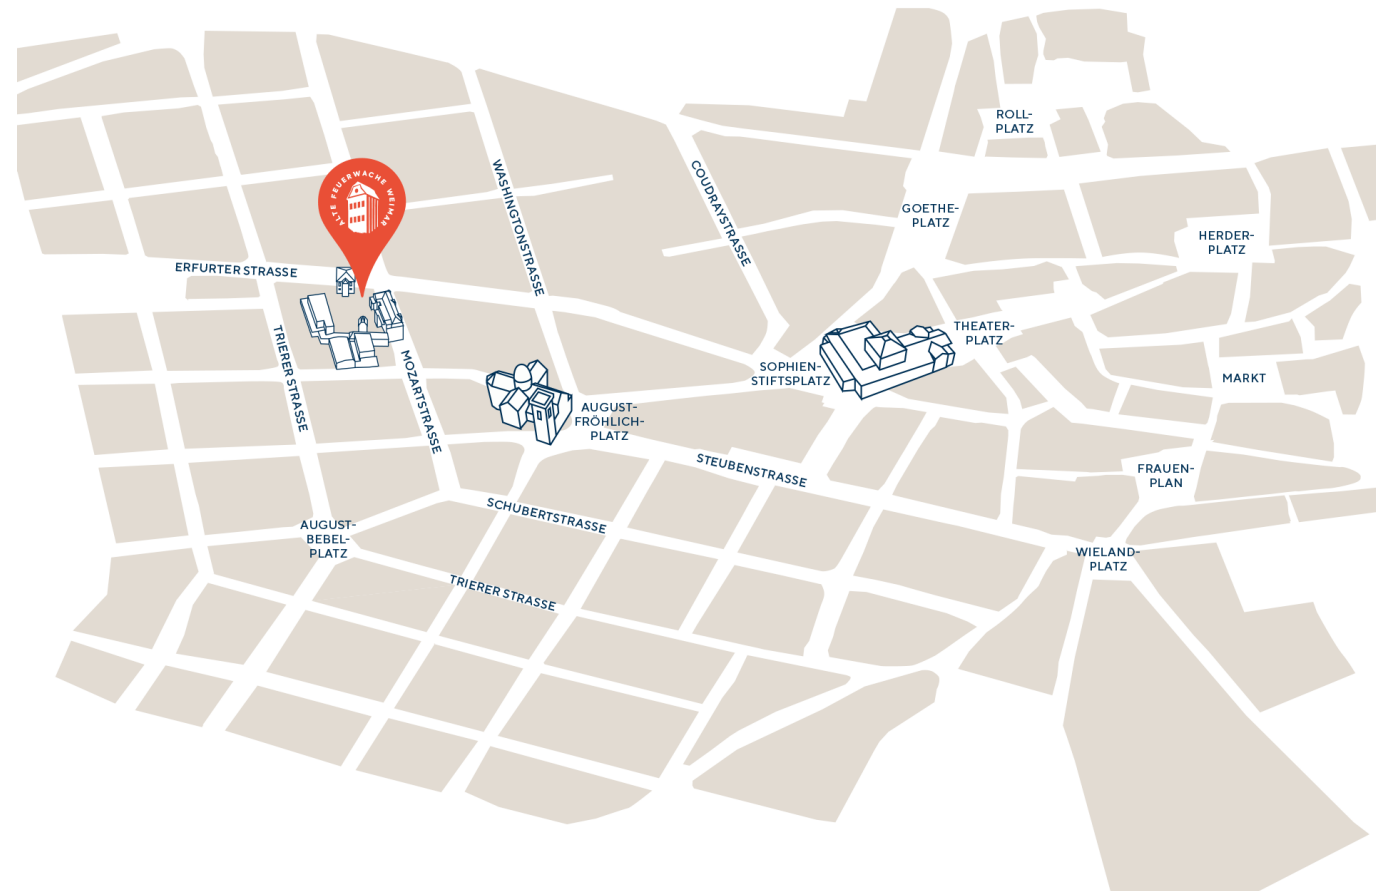 ROLL-
PLATZ
ALTE FEUERWACHE WEIMAR
WASHINGTONSTRASSE
COUDRAYSTRASSE
GOETHE-
PLATZ
HERDER-
PLATZ
ERFURTER STRASSE
TRIERER STRASSE
MOZARTSTRASSE
THEATER-
PLATZ
SOPHIEN-
STIFTSPLATZ
MARKT
AUGUST-
FRÖHLICH-
PLATZ
STEUBENSTRASSE
FRAUEN-
PLAN
SCHUBERTSTRASSE
AUGUST-
BEBEL-
PLATZ
WIELAND-
PLATZ
TRIERER STRASSE